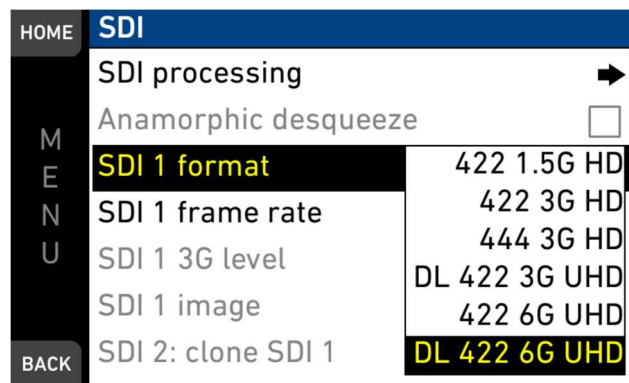 HOME
SDI
SDI processing
Anamorphic desqueeze
SDI 1 format
SDI 1 frame rate
SDI 1 3G level
SDI 1 image
SDI 2: clone SDI 1
422 1.5G HD
422 3G HD
444 3G HD
DL 422 3G UHD
422 6G UHD
DL 422 6G UHD
MENU
BACK